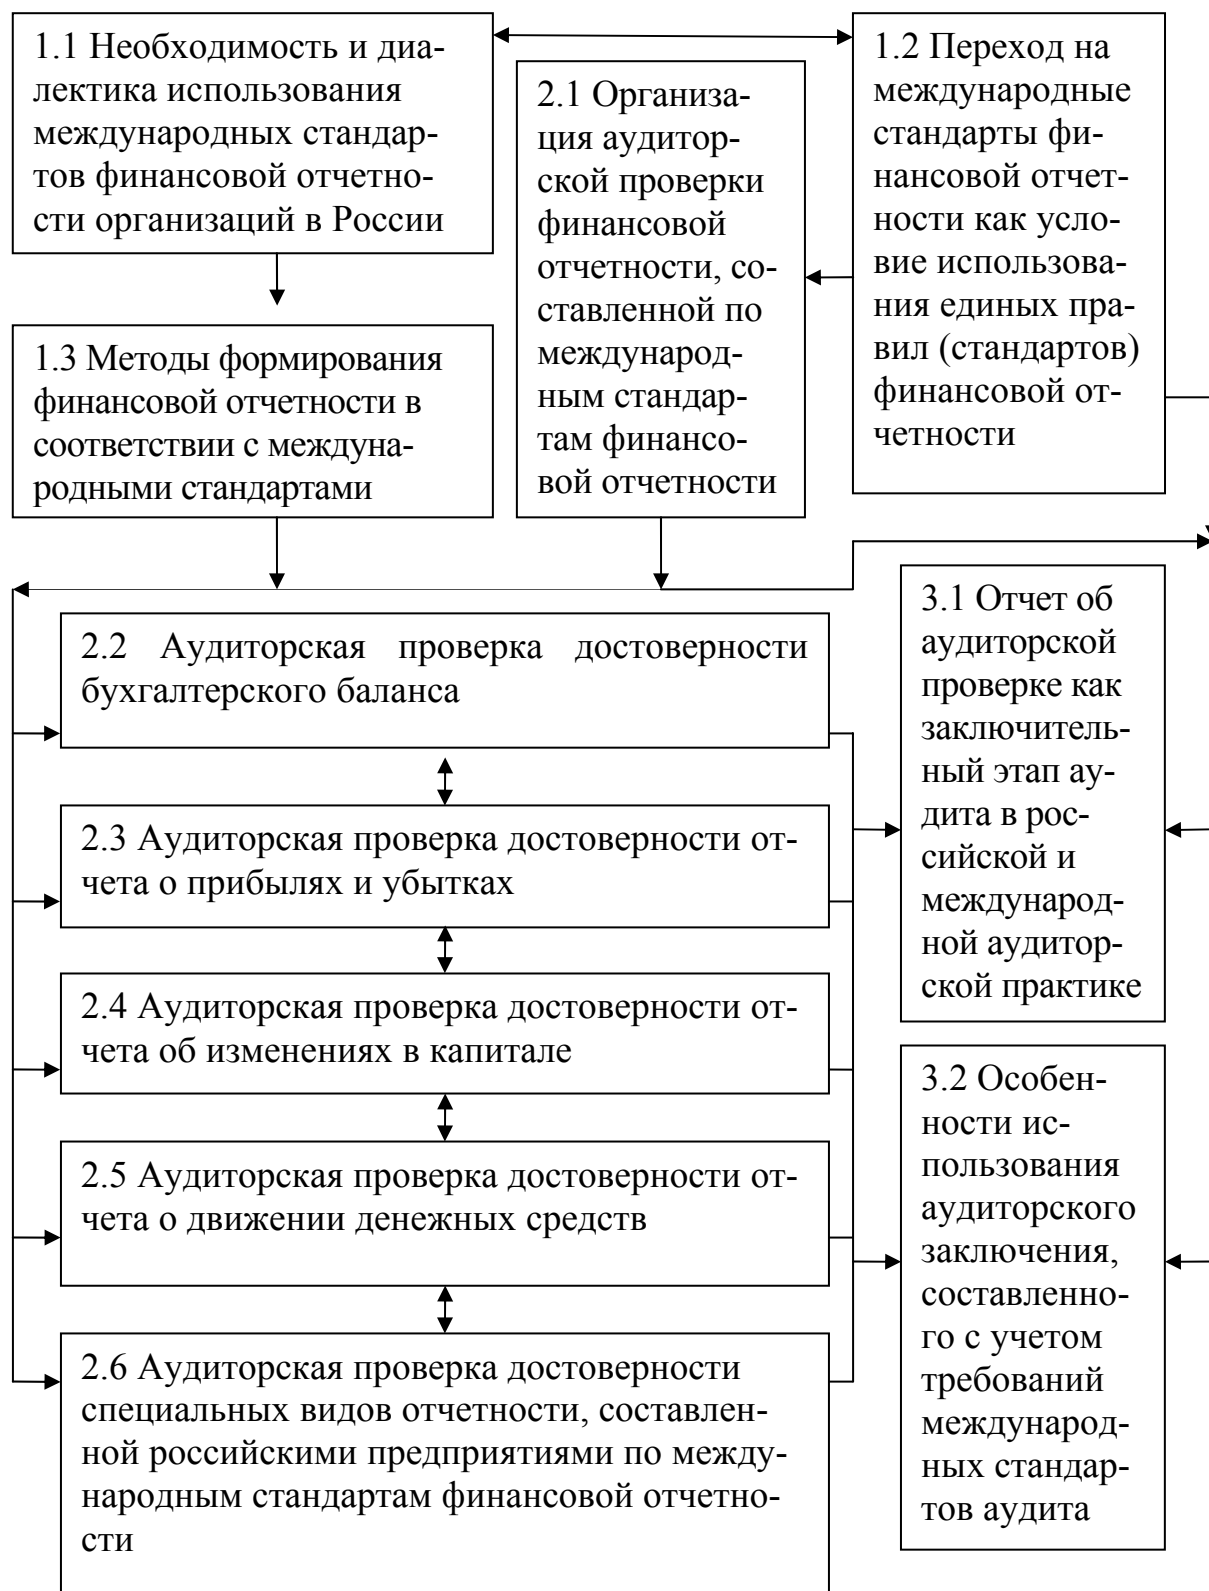 1.1 Необходимость и диа-
лектика использования
международных стандар-
тов финансовой отчетно-
сти организаций в России
2.1 Организа-
ция аудитор-
ской проверки
финансовой
отчетности, со-
ставленной по
международ-
ным стандар-
там финансо-
вой отчетности
1.2 Переход на
международные
стандарты фи-
нансовой отчет-
ности как усло-
вие использова-
ния единых пра-
вил (стандартов)
финансовой от-
четности
1.3 Методы формирования
финансовой отчетности в
соответствии с междуна-
родными стандартами
2.2 Аудиторская проверка достоверности
бухгалтерского баланса
2.3 Аудиторская проверка достоверности от-
чета о прибылях и убытках
2.4 Аудиторская проверка достоверности от-
чета об изменениях в капитале
2.5 Аудиторская проверка достоверности от-
чета о движении денежных средств
2.6 Аудиторская проверка достоверности
специальных видов отчетности, составлен-
ной российскими предприятиями по между-
народным стандартам финансовой отчетно-
сти
3.1 Отчет об
аудиторской
проверке как
заключитель-
ный этап ау-
дита в рос-
сийской и
международ-
ной аудитор-
ской практике
3.2 Особен-
ности ис-
пользования
аудиторского
заключения,
составленно-
го с учетом
требований
международ-
ных стандар-
тов аудита